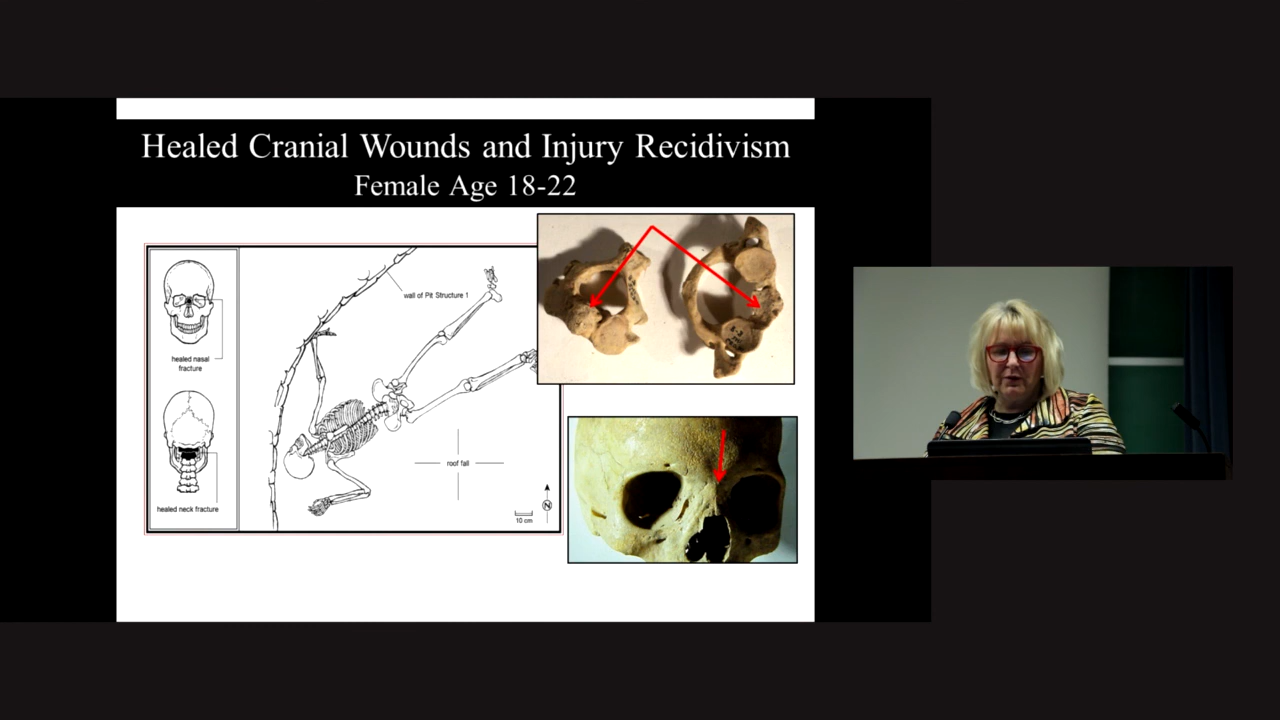 Healed Cranial Wounds and Injury Recidivism
Female Age 18-22
wall of Pit Structure 1
healed nasal
fracture
roof fall
healed neck fracture
N
10 cm